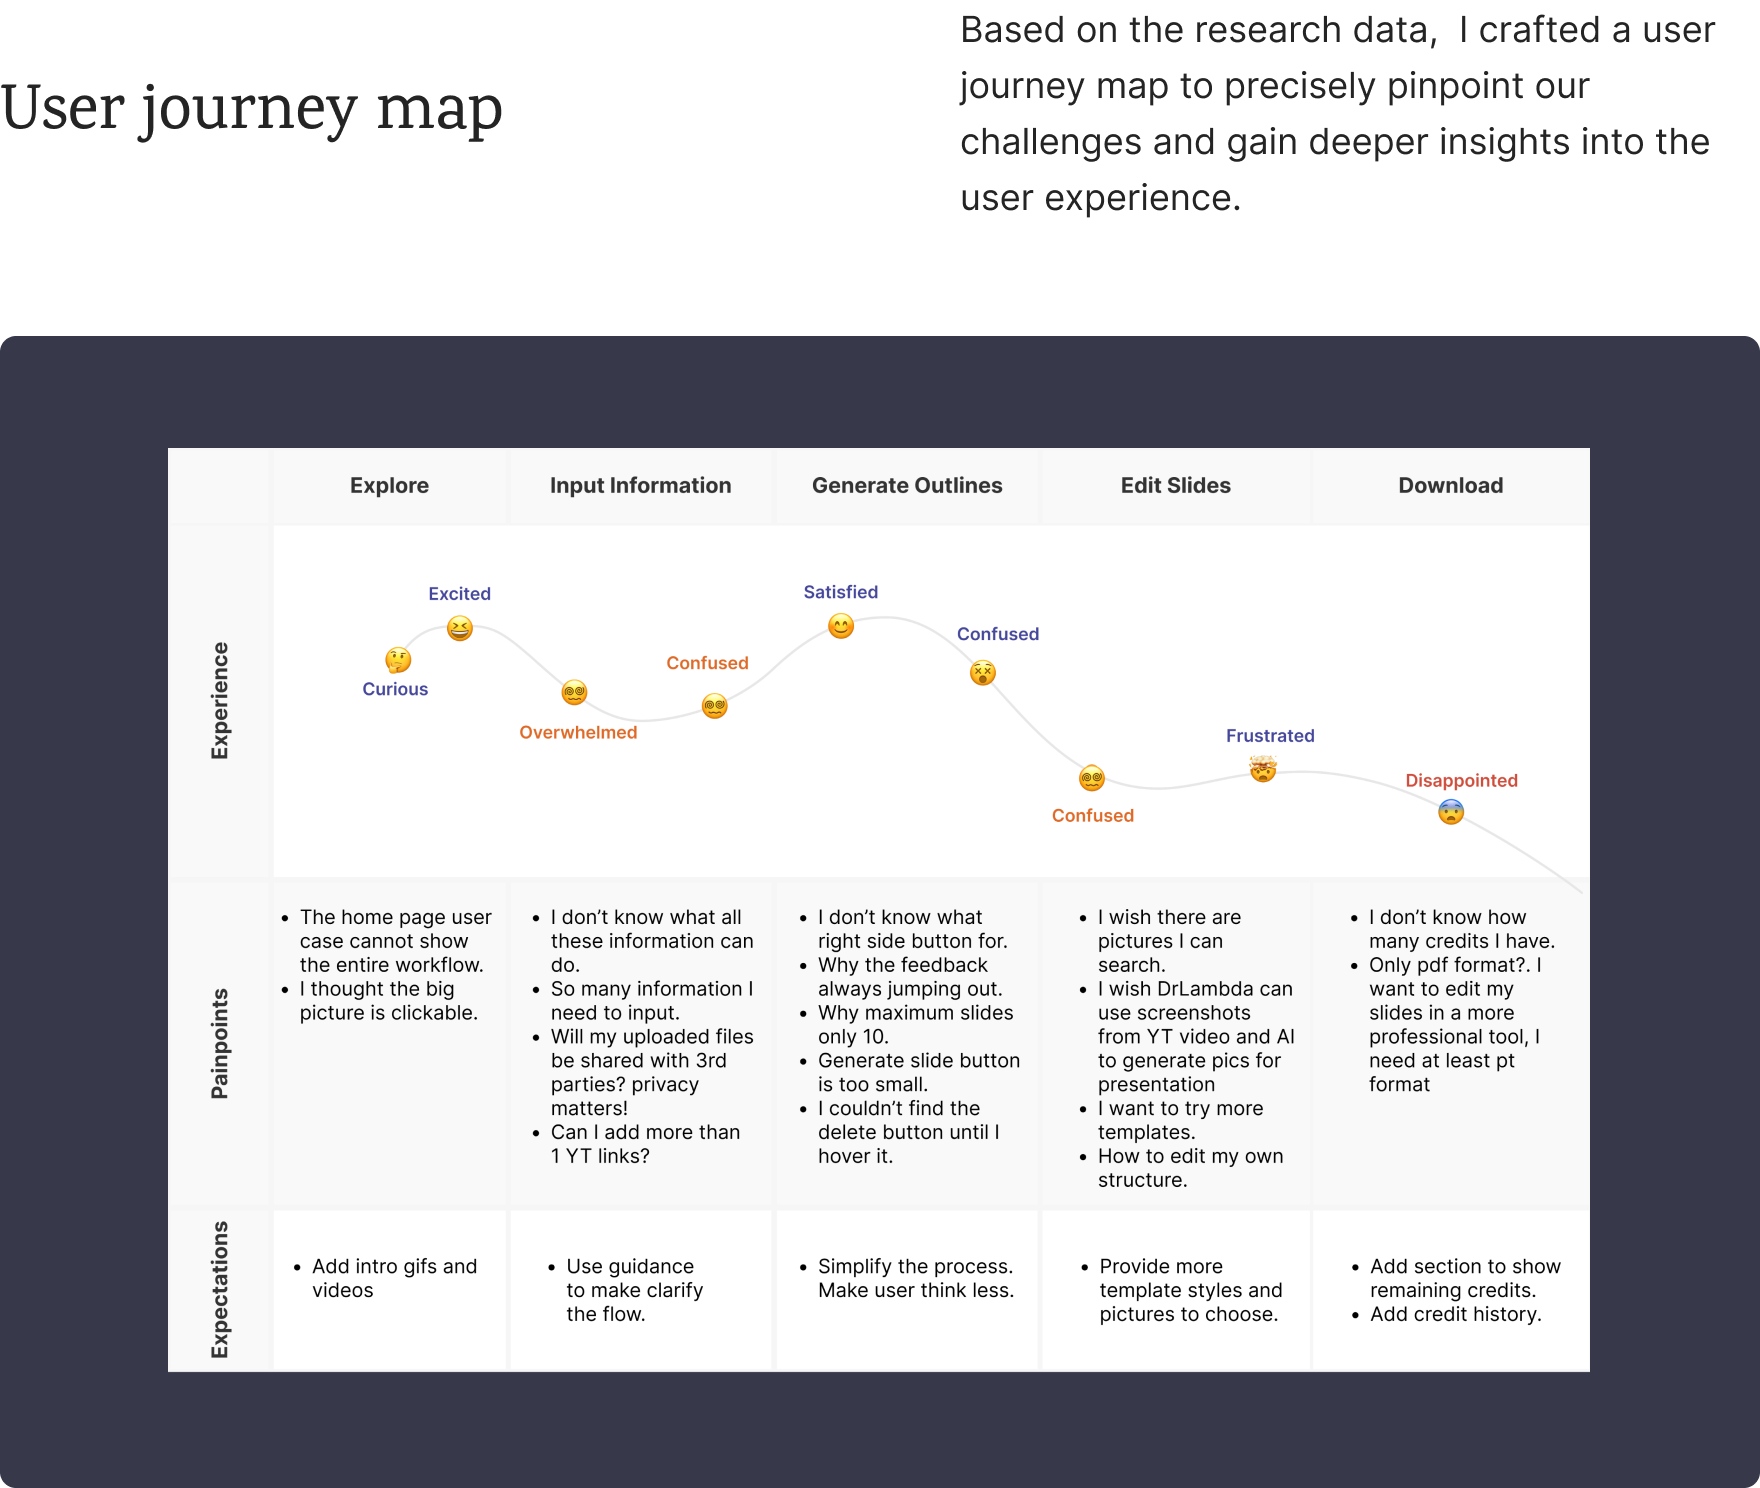 User journey map
Based on the research data,  I crafted a user
journey map to precisely pinpoint our
challenges and gain deeper insights into the
user experience.
Explore
Input Information
Generate Outlines
Edit Slides
Download
Experience
Curious
Excited
Overwhelmed
Confused
Satisfied
Confused
Confused
Frustrated
Disappointed
Painpoints
• The home page user
case cannot show
the entire workflow.
• I thought the big
picture is clickable.
• I don’t know what all
these information can
do.
• So many information I
need to input.
• Will my uploaded files
be shared with 3rd
parties? privacy
matters!
• Can I add more than
1 YT links?
• I don’t know what
right side button for.
• Why the feedback
always jumping out.
• Why maximum slides
only 10.
• Generate slide button
is too small.
• I couldn’t find the
delete button until I
hover it.
• I wish there are
pictures I can
search.
• I wish DrLambda can
use screenshots
from YT video and AI
to generate pics for
presentation
• I want to try more
templates.
• How to edit my own
structure.
• I don’t know how
many credits I have.
• Only pdf format?. I
want to edit my
slides in a more
professional tool, I
need at least pt
format
Expectations
• Add intro gifs and
videos
• Use guidance
to make clarify
the flow.
• Simplify the process.
Make user think less.
• Provide more
template styles and
pictures to choose.
• Add section to show
remaining credits.
• Add credit history.